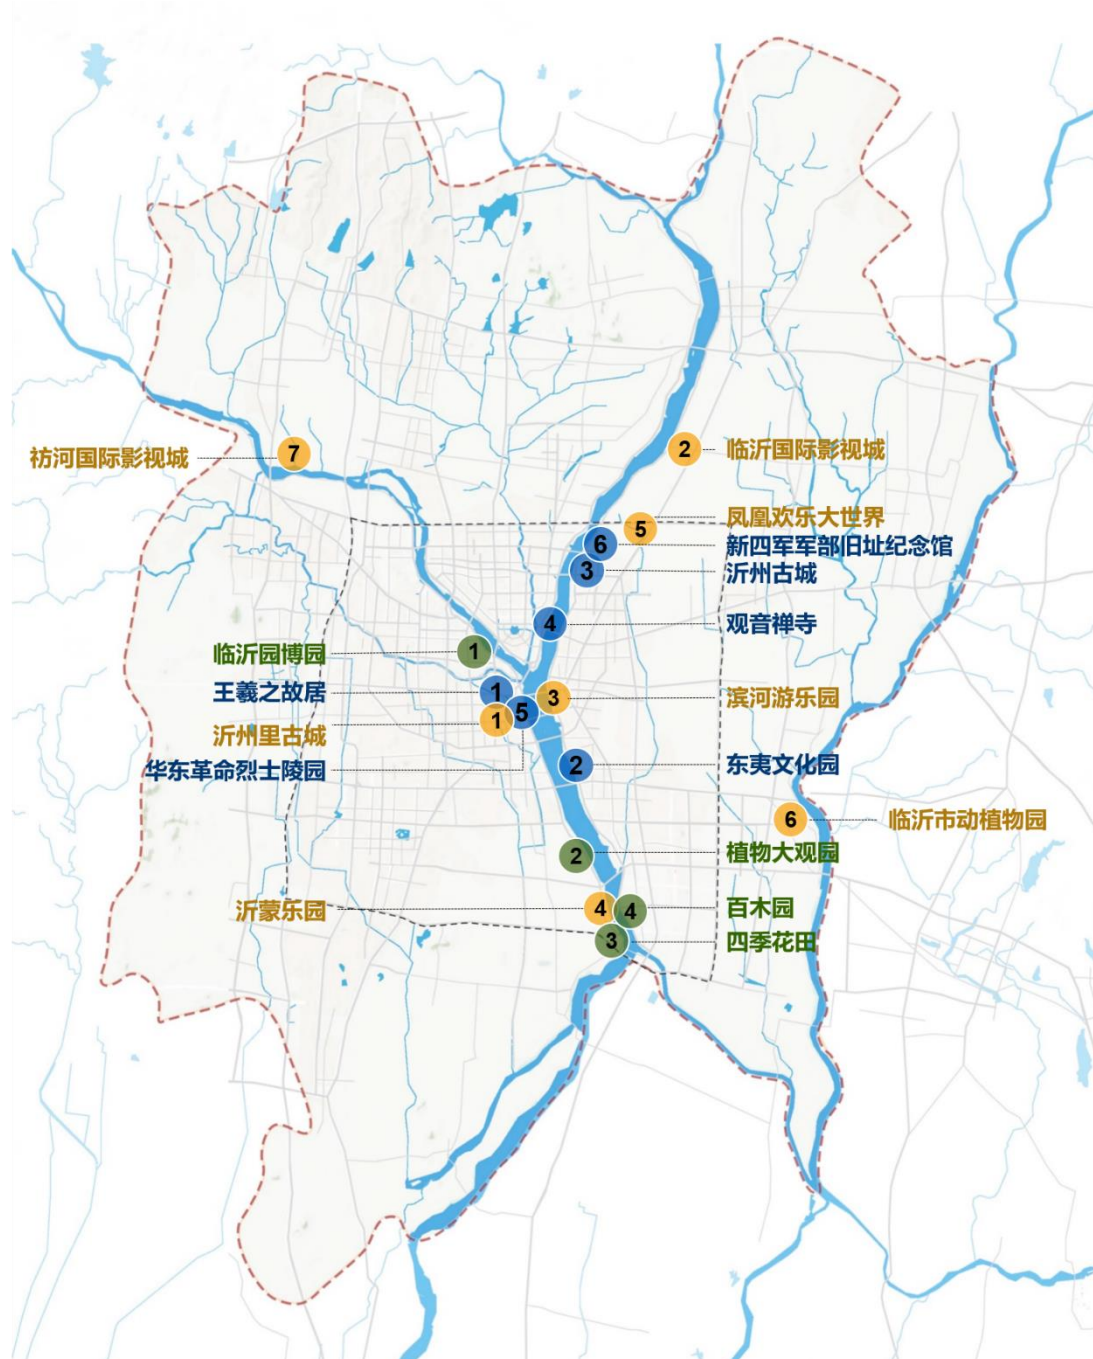 祊河国际影视城
7
2
临沂国际影视城
凤凰欢乐大世界
5
6
新四军军部旧址纪念馆
3
沂州古城
4
观音禅寺
临沂园博园
1
王羲之故居
1
3
滨河游乐园
沂州里古城
1
5
华东革命烈士陵园
2
东夷文化园
6
临沂市动植物园
2
植物大观园
沂蒙乐园
4
4
百木园
3
四季花田